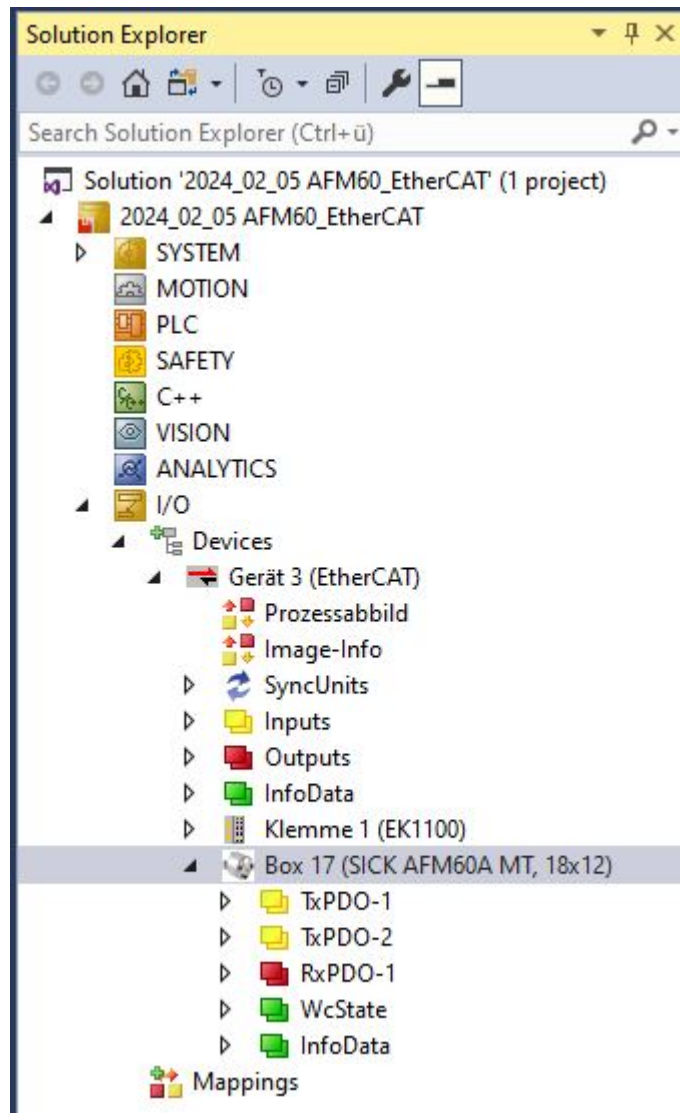 Solution Explorer
Search Solution Explorer (Ctrl+ü)
Solution '2024_02_05 AFM60_EtherCAT' (1 project)
2024_02_05 AFM60_EtherCAT
SYSTEM
MOTION
PLC
SAFETY
C++
VISION
ANALYTICS
I/O
Devices
Gerät 3 (EtherCAT)
Prozessabbild
Image-Info
SyncUnits
Inputs
Outputs
InfoData
Klemme 1 (EK1100)
Box 17 (SICK AFM60A MT, 18x12)
TxPDO-1
TxPDO-2
RxPDO-1
WcState
InfoData
Mappings